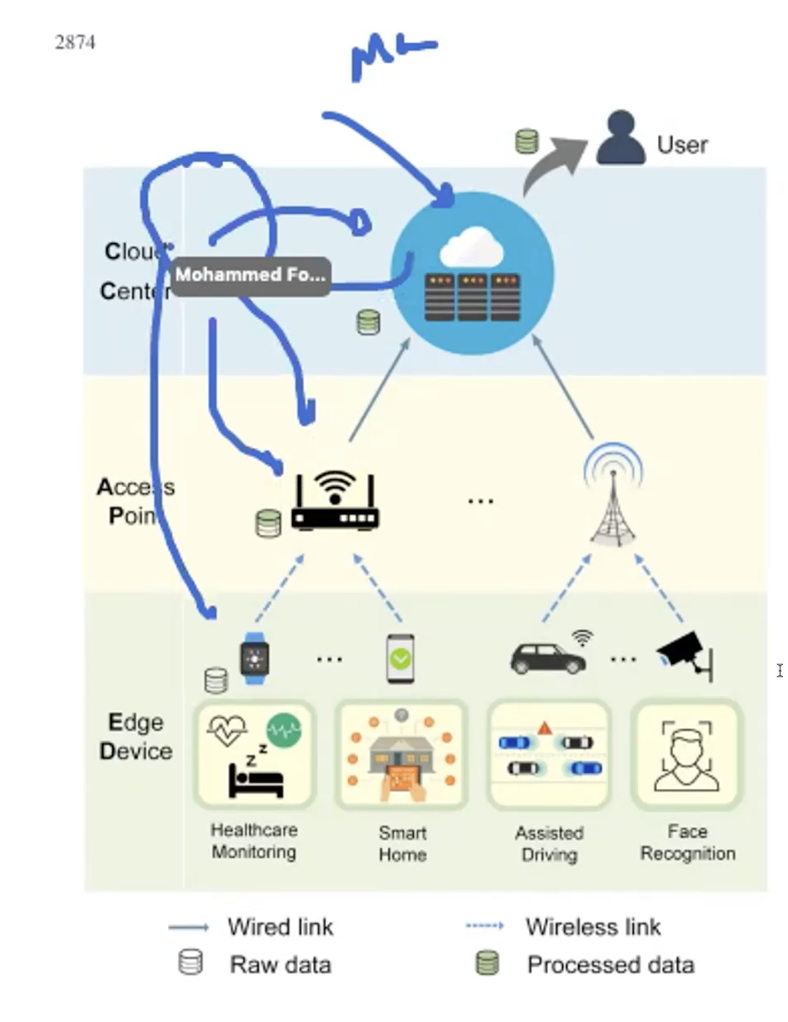 2874
ML
User
Cloud
Center
Mohammed Fo...
Access
Point
...
... ...
z z z
Edge
Device
Healthcare
Monitoring
Smart
Home
Assisted
Driving
Face
Recognition
Wired link
Wireless link
Raw data
Processed data